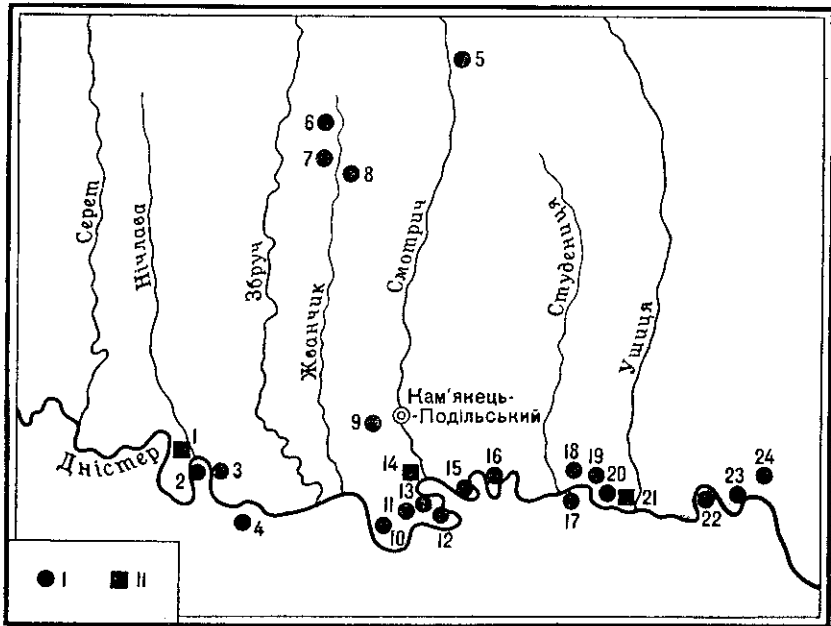 Серет
Нічлава
Збруч
Жванчик
Смотрич
Студениця
Ушиця
Дністер
Кам'янець-
-Подільський
5
6
7
8
9
1
2
3
4
14
15
16
13
11
10
12
18
19
20
21
17
24
23
22
I
II